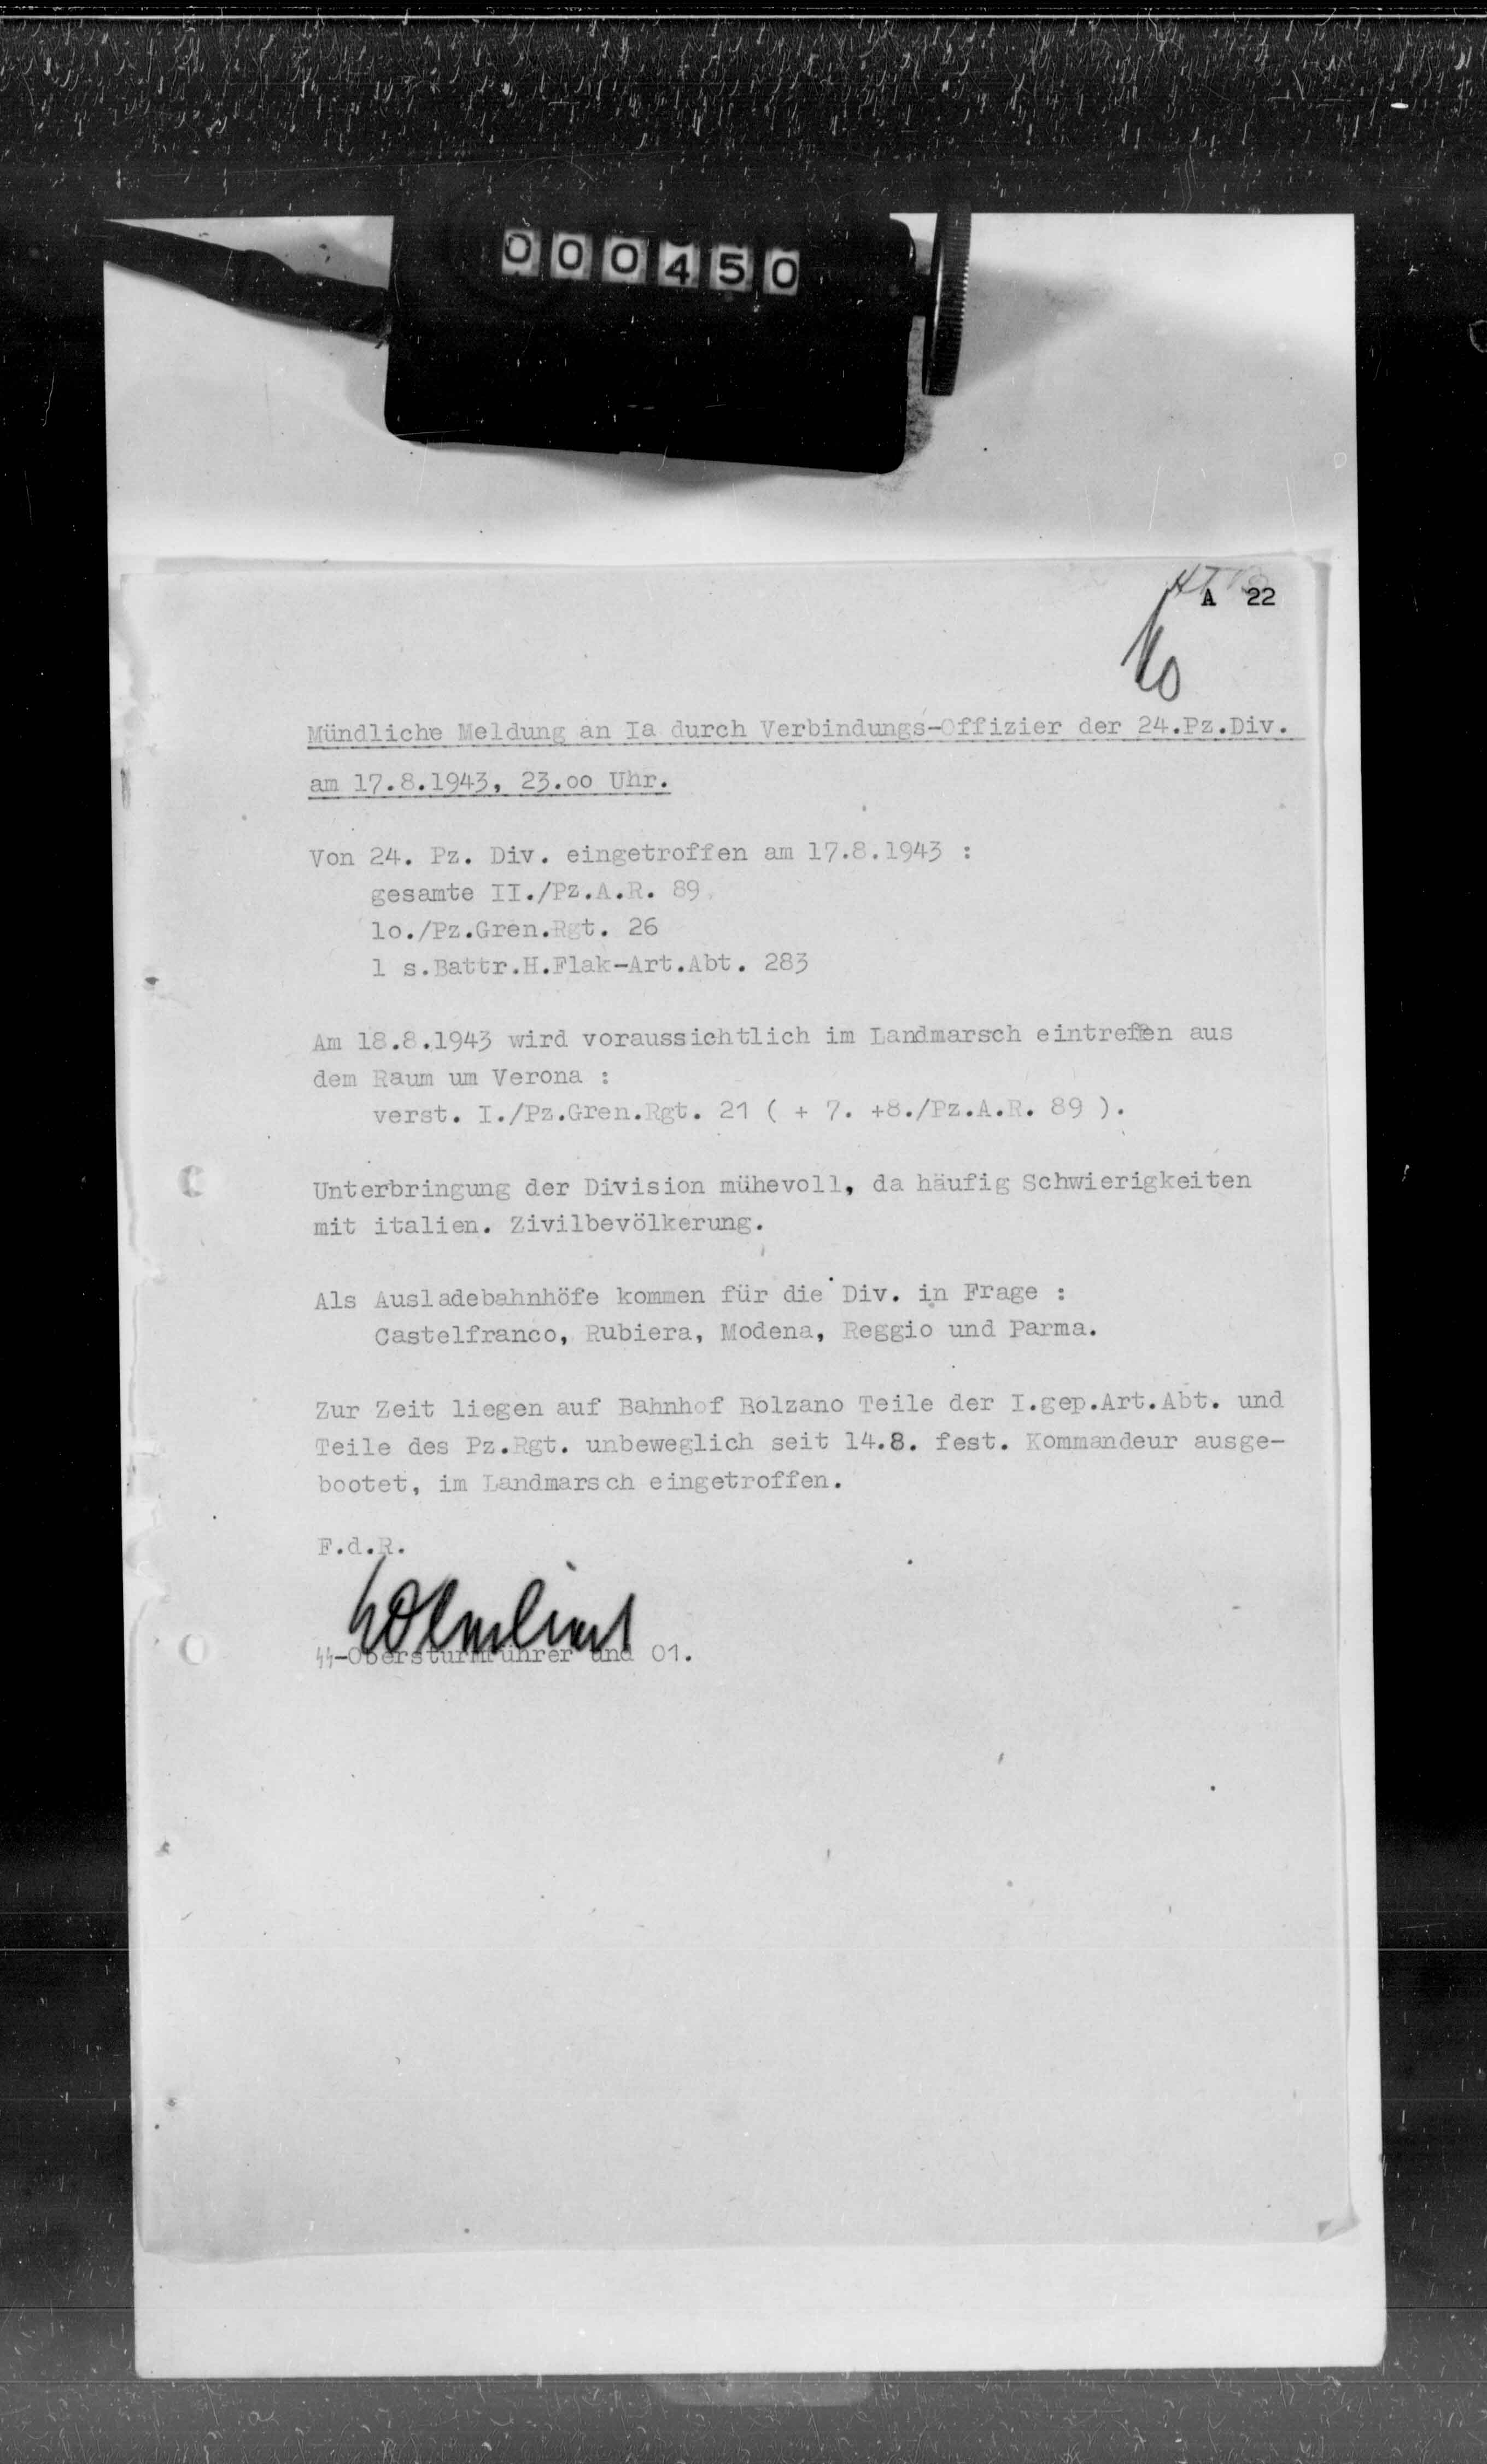 000450
A 22
Mündliche Meldung an Ia durch Verbindungs-Offizier der 24.Pz.Div.
am 17.8.1943, 23.oo Uhr.
Von 24. Pz. Div. eingetroffen am 17.8.1943 :
gesamte II./Pz.A.R. 89
lo./Pz.Gren.Rgt. 26
l s.Battr.H.Flak-Art.Abt. 283
Am 18.8.1943 wird voraussichtlich im Landmarsch eintreffen aus
dem Raum um Verona :
verst. I./Pz.Gren.Rgt. 21 ( + 7. +8./Pz.A.R. 89 ).
Unterbringung der Division mühevoll, da häufig Schwierigkeiten
mit italien. Zivilbevölkerung.
Als Ausladebahnhöfe kommen für die Div. in Frage :
Castelfranco, Rubiera, Modena, Reggio und Parma.
Zur Zeit liegen auf Bahnhof Bolzano Teile der I.gep.Art.Abt. und
Teile des Pz.Rgt. unbeweglich seit 14.8. fest. Kommandeur ausge-
bootet, im Landmarsch eingetroffen.
F.d.R.
ᛋᛋ-Obersturmführer und O1.